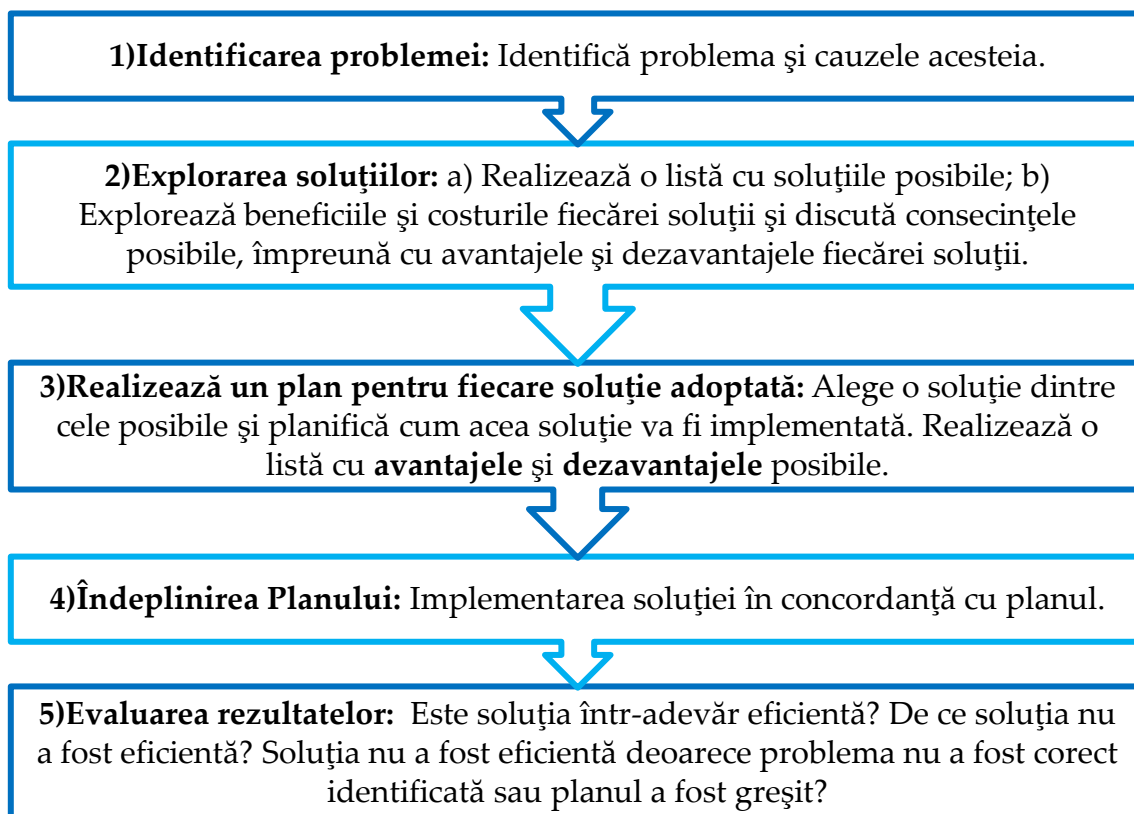 1)Identificarea problemei: Identifică problema şi cauzele acesteia.
2)Explorarea soluţiilor: a) Realizează o listă cu soluţiile posibile; b)
Explorează beneficiile şi costurile fiecărei soluţii şi discută consecinţele
posibile, împreună cu avantajele şi dezavantajele fiecărei soluţii.
3)Realizează un plan pentru fiecare soluţie adoptată: Alege o soluţie dintre
cele posibile şi planifică cum acea soluţie va fi implementată. Realizează o
listă cu avantajele şi dezavantajele posibile.
4)Îndeplinirea Planului: Implementarea soluţiei în concordanţă cu planul.
5)Evaluarea rezultatelor: Este soluţia într-adevăr eficientă? De ce soluţia nu
a fost eficientă? Soluţia nu a fost eficientă deoarece problema nu a fost corect
identificată sau planul a fost greşit?